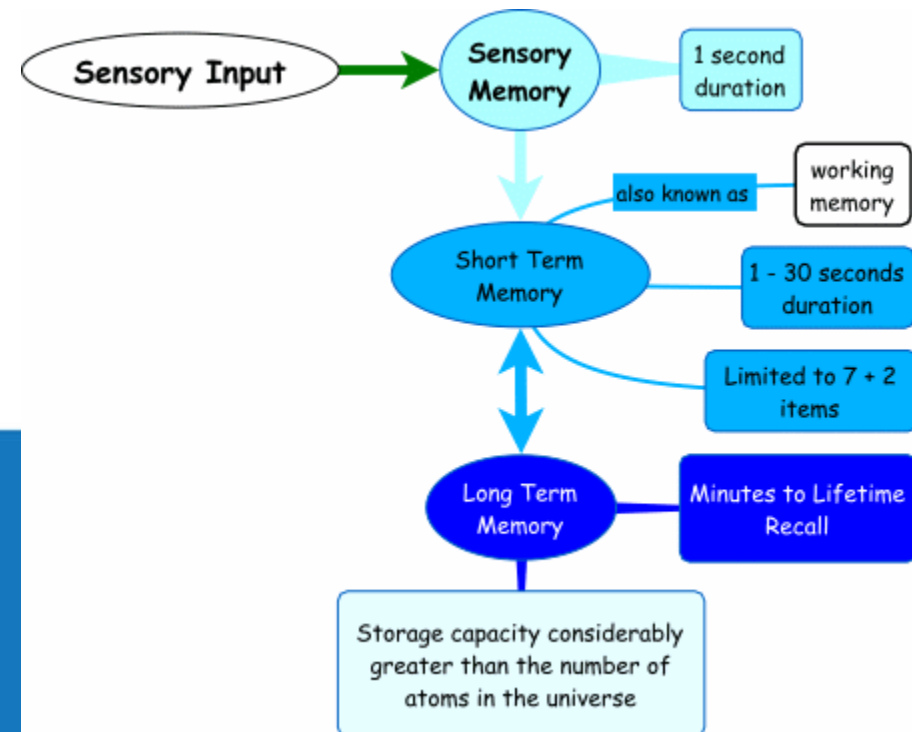 Sensory Input
Sensory
Memory
1 second
duration
also known as
working
memory
Short Term
Memory
1 - 30 seconds
duration
Limited to 7 + 2
items
Long Term
Memory
Minutes to Lifetime
Recall
Storage capacity considerably
greater than the number of
atoms in the universe